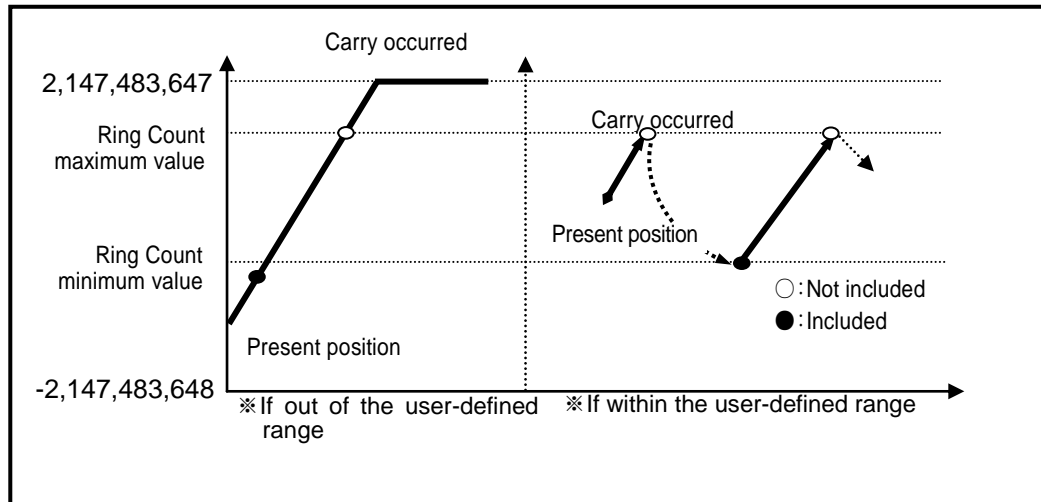 Carry occurred
2,147,483,647
Ring Count
maximum value
Carry occurred
Present position
Ring Count
minimum value
○:Not included
●:Included
Present position
-2,147,483,648
※If out of the user-defined
range
※If within the user-defined range